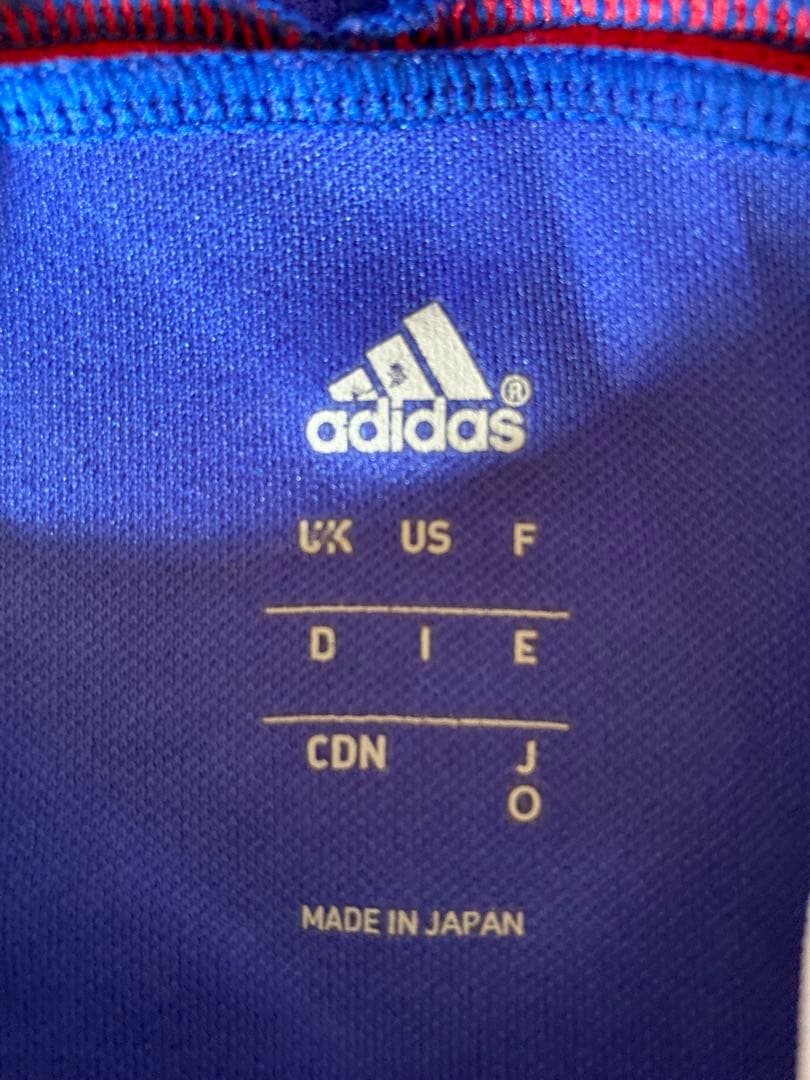 adidas®
UK US F
D I E
CDN J
O
MADE IN JAPAN